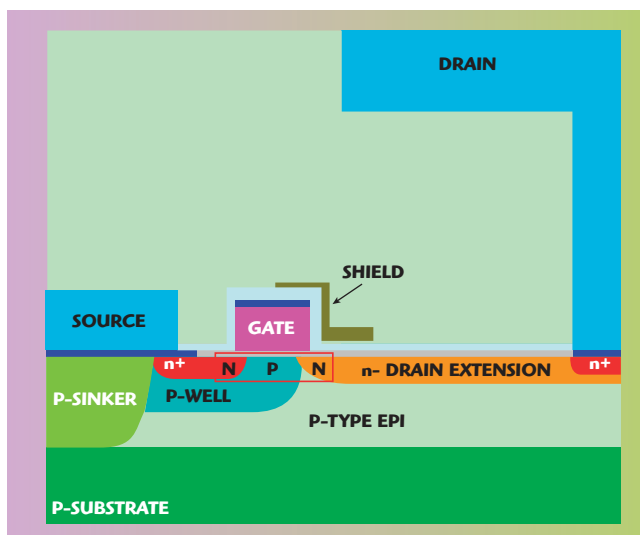 DRAIN
SHIELD
SOURCE
GATE
n+
N
P
N
n- DRAIN EXTENSION
n+
P-SINKER
P-WELL
P-TYPE EPI
P-SUBSTRATE